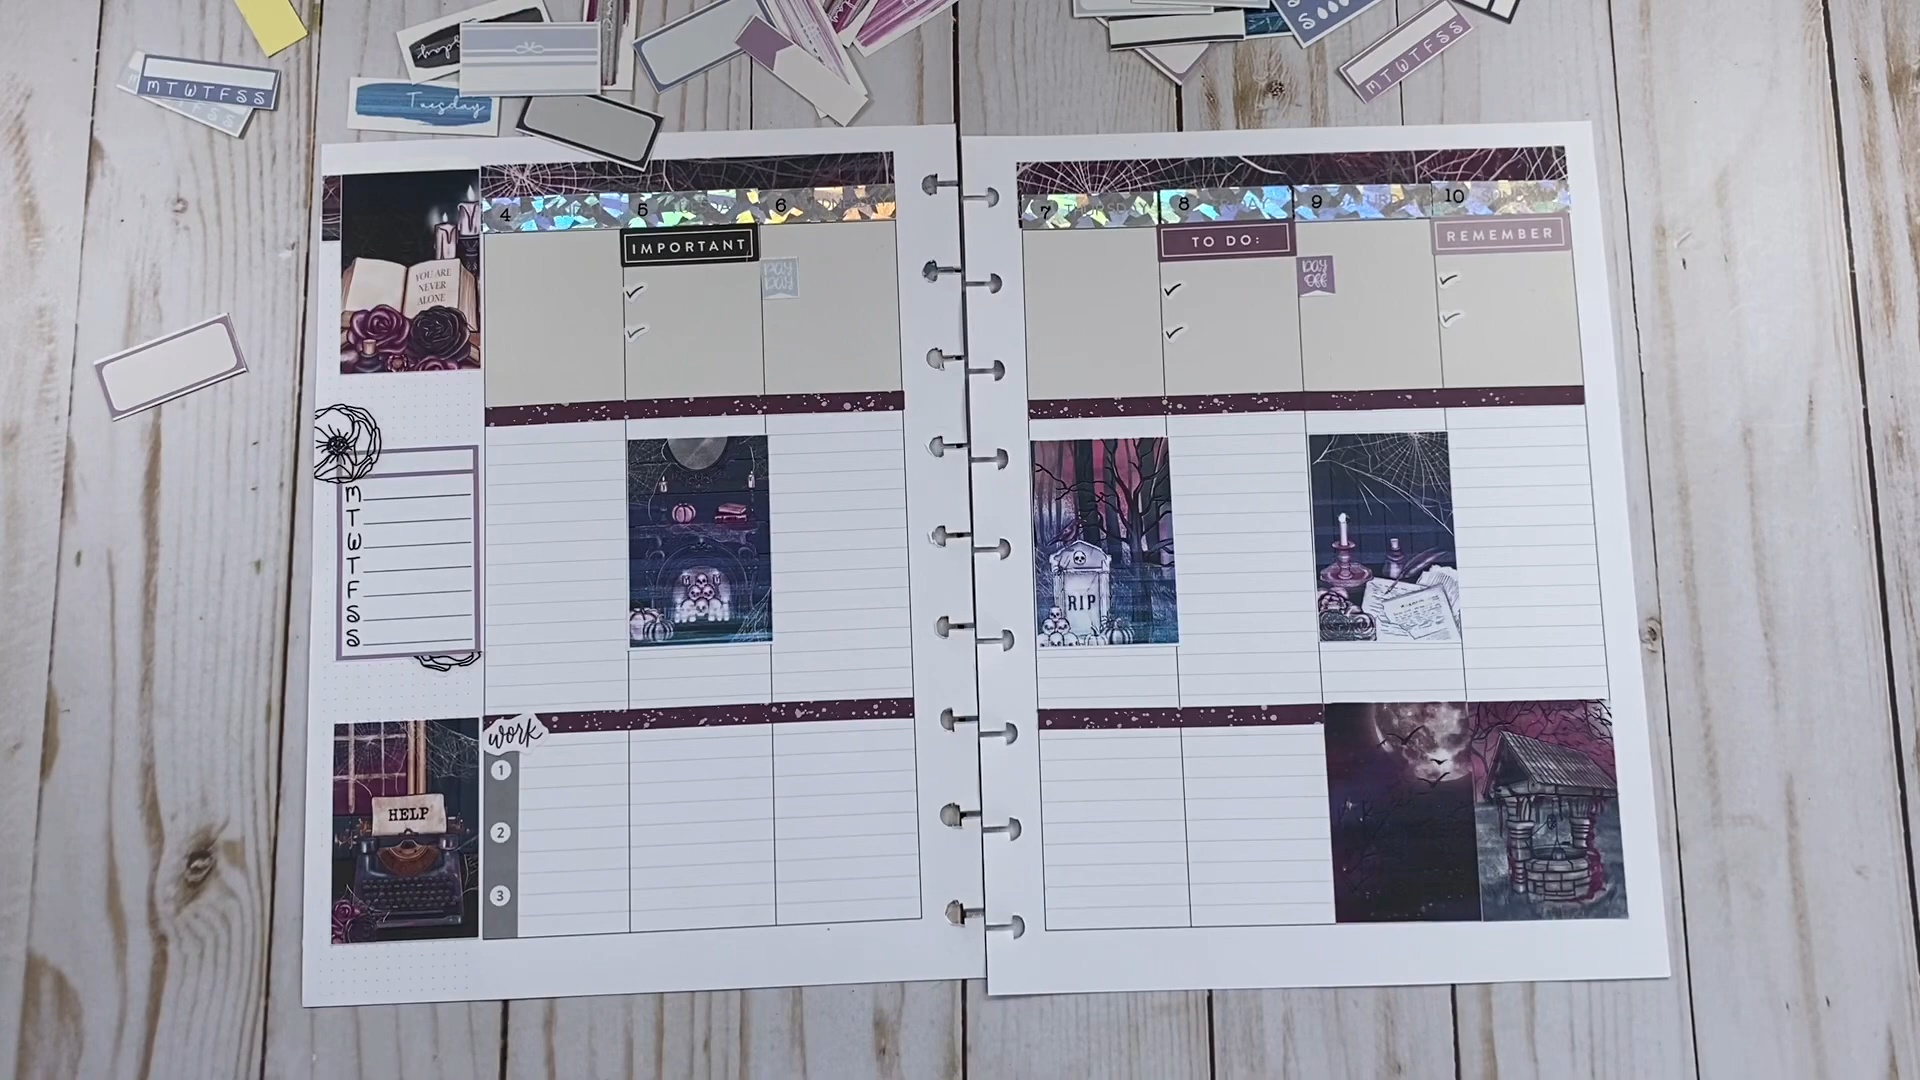 MTWTFSS
Tuesday
MTWTFSS
4
5
6
7
8
9
10
IMPORTANT
PAY
DAY
TO DO:
DAY
OFF
REMEMBER
YOU ARE
NEVER
ALONE
M
T
W
T
F
S
S
RIP
work
1
2
3
HELP